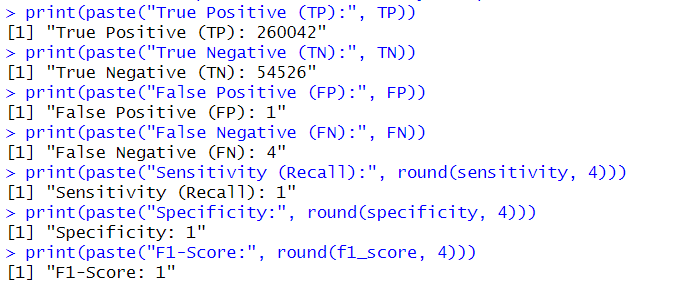 > print(paste("True Positive (TP):", TP))
[1] "True Positive (TP): 260042"
> print(paste("True Negative (TN):", TN))
[1] "True Negative (TN): 54526"
> print(paste("False Positive (FP):", FP))
[1] "False Positive (FP): 1"
> print(paste("False Negative (FN):", FN))
[1] "False Negative (FN): 4"
> print(paste("Sensitivity (Recall):", round(sensitivity, 4)))
[1] "Sensitivity (Recall): 1"
> print(paste("Specificity:", round(specificity, 4)))
[1] "Specificity: 1"
> print(paste("F1-Score:", round(f1_score, 4)))
[1] "F1-Score: 1"